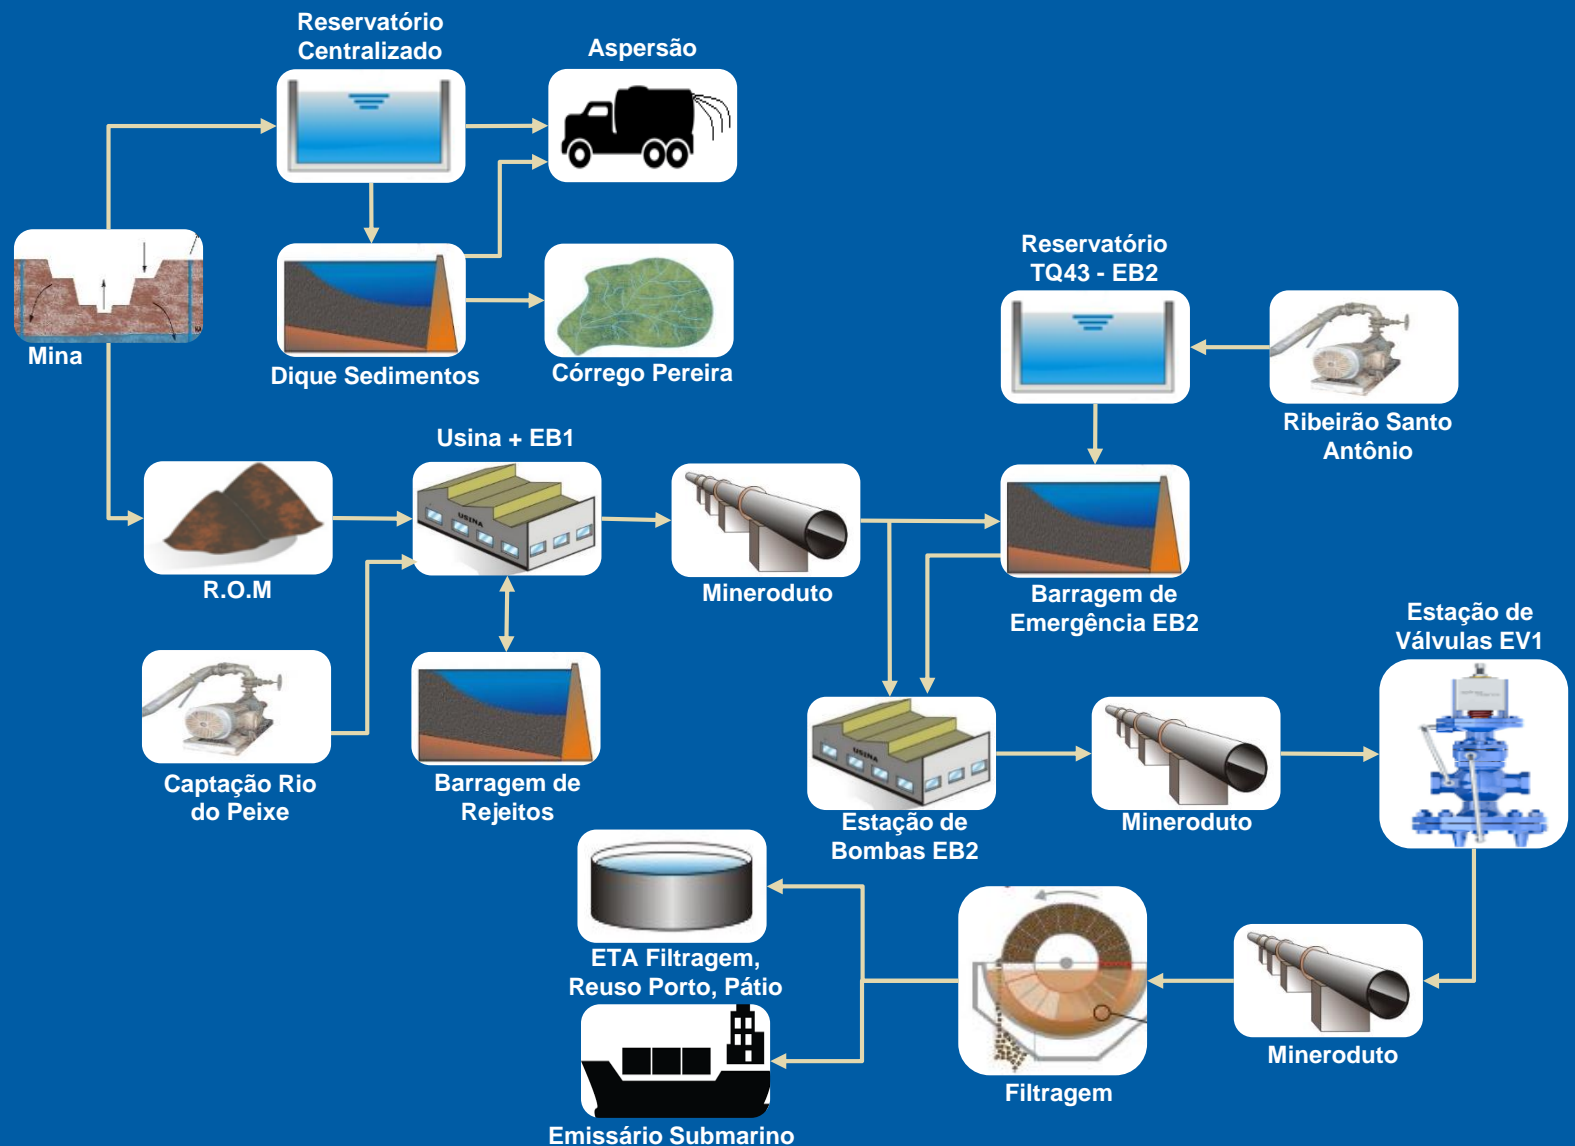 Reservatório
Centralizado
Aspersão
Mina
Dique Sedimentos
Córrego Pereira
Reservatório
TQ43 - EB2
Ribeirão Santo
Antônio
Usina + EB1
USINA
R.O.M
Mineroduto
Barragem de
Emergência EB2
Estação de
Válvulas EV1
Captação Rio
do Peixe
Barragem de
Rejeitos
USINA
Estação de
Bombas EB2
Mineroduto
ETA Filtragem,
Reuso Porto, Pátio
Filtragem
Mineroduto
Emissário Submarino